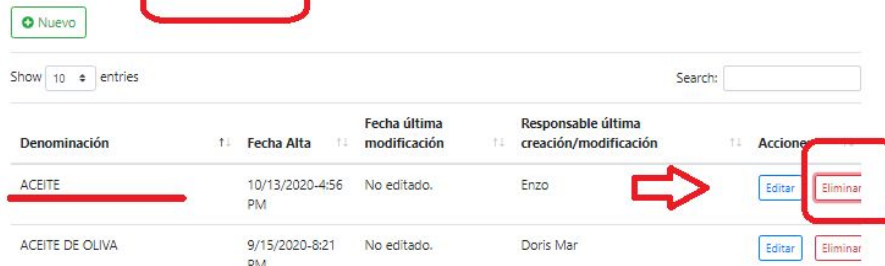 Nuevo
Show 10 entries
Search:
Fecha última
Responsable última
Denominación Fecha Alta modificación creación/modificación Acciones
ACEITE 10/13/2020-4:56 No editado. Enzo Editar Eliminar
PM
ACEITE DE OLIVA 9/15/2020-8:21 No editado. Doris Mar Editar Eliminar
PM